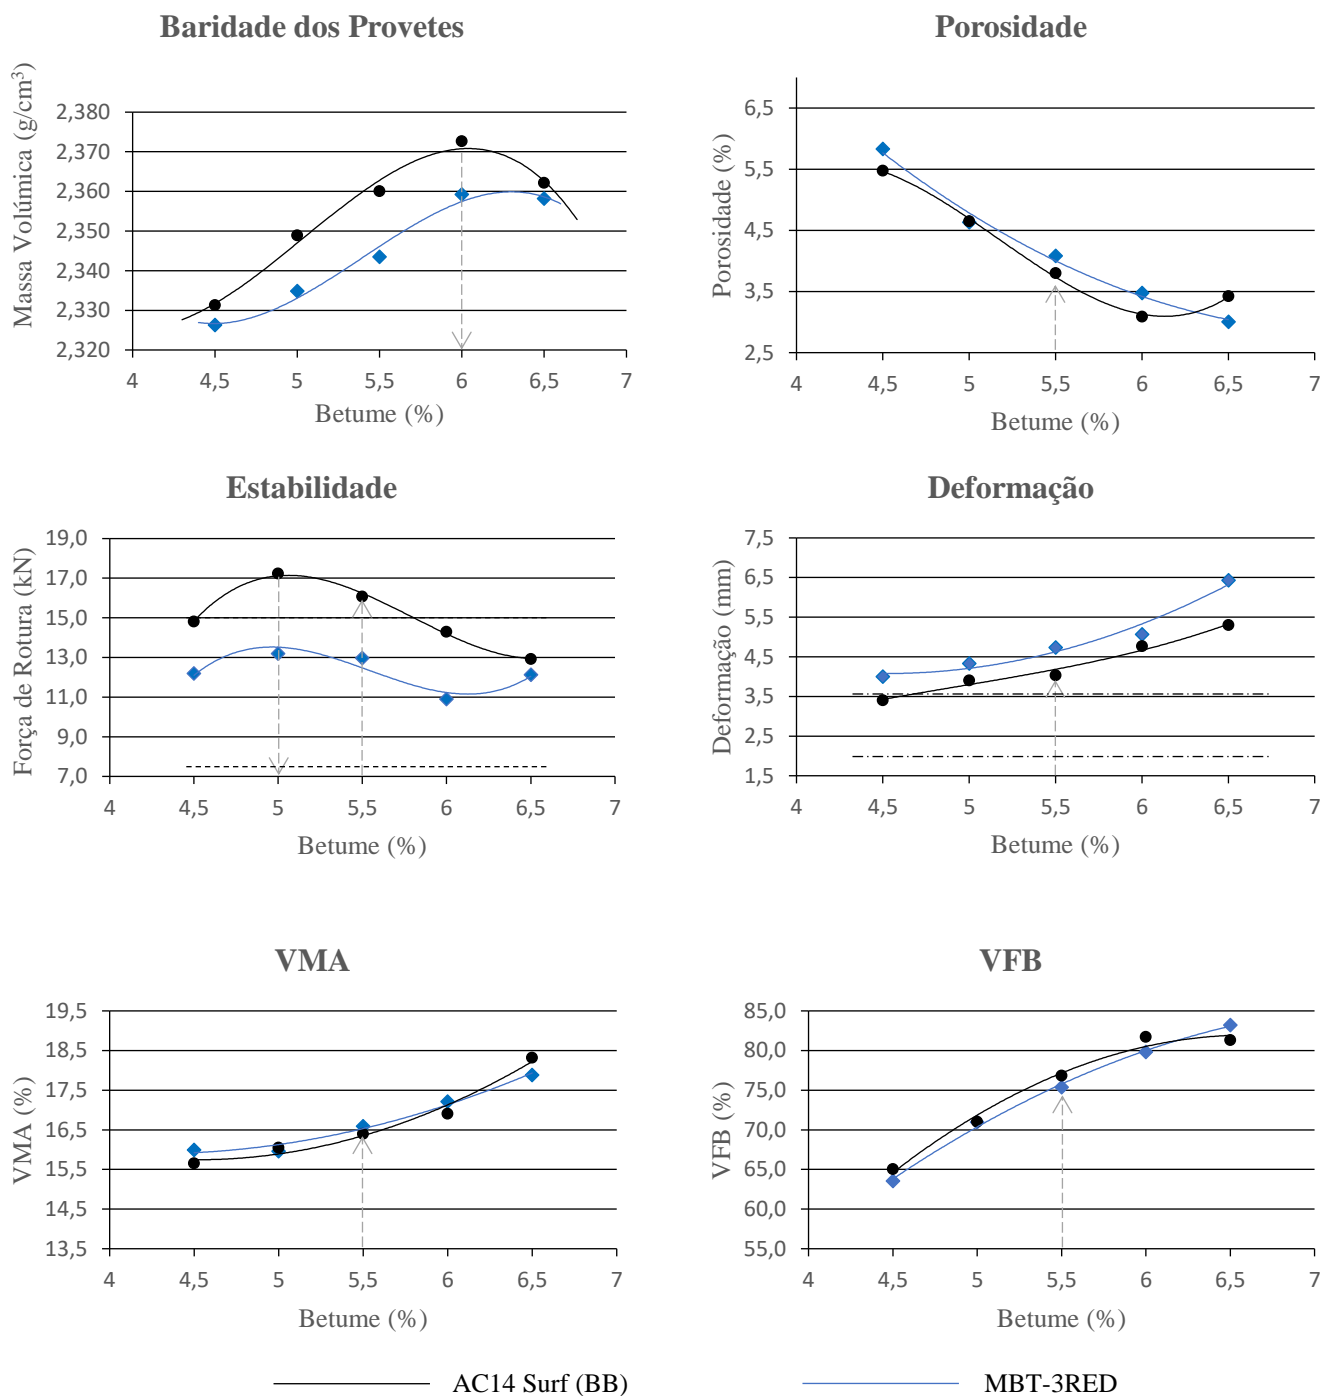 Baridade dos Provetes
Massa Volúmica (g/cm³)
2,380
2,370
2,360
2,350
2,340
2,330
2,320
4 4,5 5 5,5 6 6,5 7
Betume (%)
Porosidade
Porosidade (%)
6,5
5,5
4,5
3,5
2,5
4 4,5 5 5,5 6 6,5 7
Betume (%)
Estabilidade
Força de Rotura (kN)
19,0
17,0
15,0
13,0
11,0
9,0
7,0
4 4,5 5 5,5 6 6,5 7
Betume (%)
Deformação
Deformação (mm)
7,5
6,5
5,5
4,5
3,5
2,5
1,5
4 4,5 5 5,5 6 6,5 7
Betume (%)
VMA
VMA (%)
19,5
18,5
17,5
16,5
15,5
14,5
13,5
4 4,5 5 5,5 6 6,5 7
Betume (%)
VFB
VFB (%)
85,0
80,0
75,0
70,0
65,0
60,0
55,0
4 4,5 5 5,5 6 6,5 7
Betume (%)
AC14 Surf (BB)
MBT-3RED